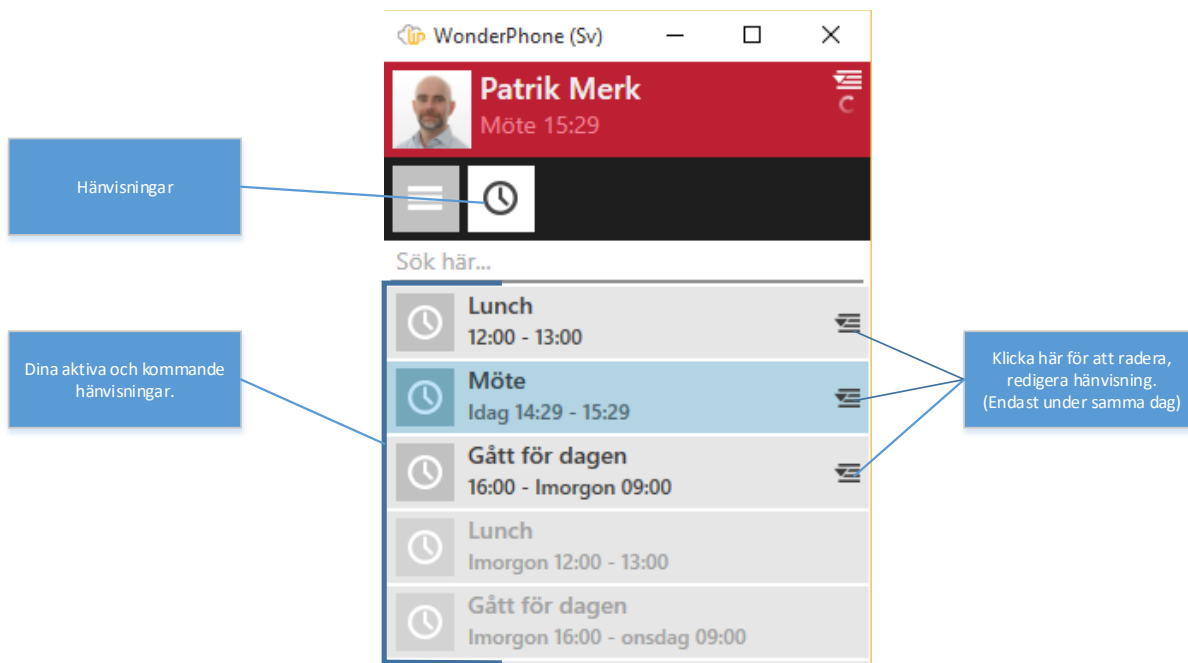 WonderPhone (Sv)
Patrik Merk
Möte 15:29
Hänvisningar
Sök här...
Lunch
12:00 - 13:00
Möte
Idag 14:29 - 15:29
Gått för dagen
16:00 - Imorgon 09:00
Lunch
Imorgon 12:00 - 13:00
Gått för dagen
Imorgon 16:00 - onsdag 09:00
Dina aktiva och kommande
hänvisningar.
Klicka här för att radera,
redigera hänvisning.
(Endast under samma dag)